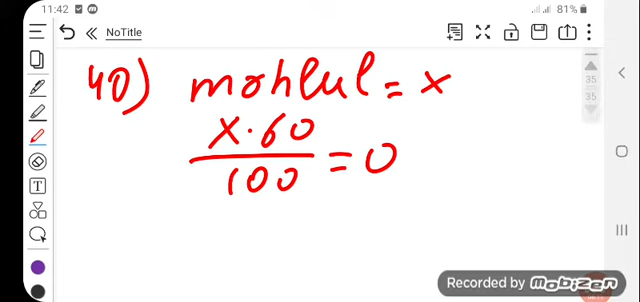 11:42 81%
NoTitle
40) mohlul = x
x · 60
100 = 0
35
35
Recorded by mobizen